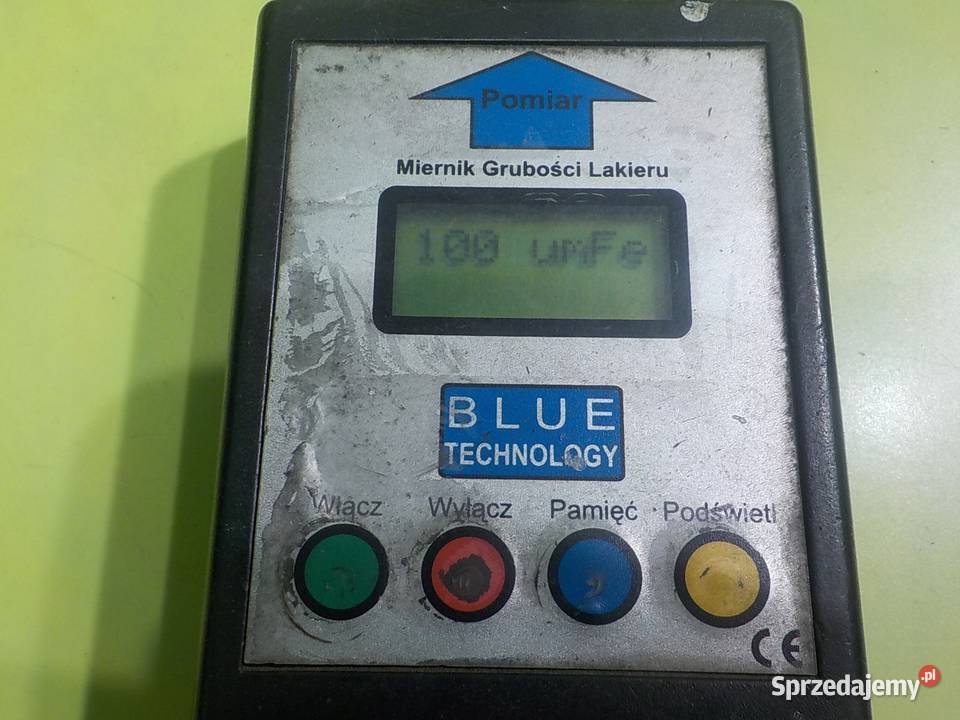 Pomiar
Miernik Grubości Lakieru
100 umFe
BLUE
TECHNOLOGY
Włącz Wyłącz Pamięć Podświetl
CE
Sprzedajemy.pl